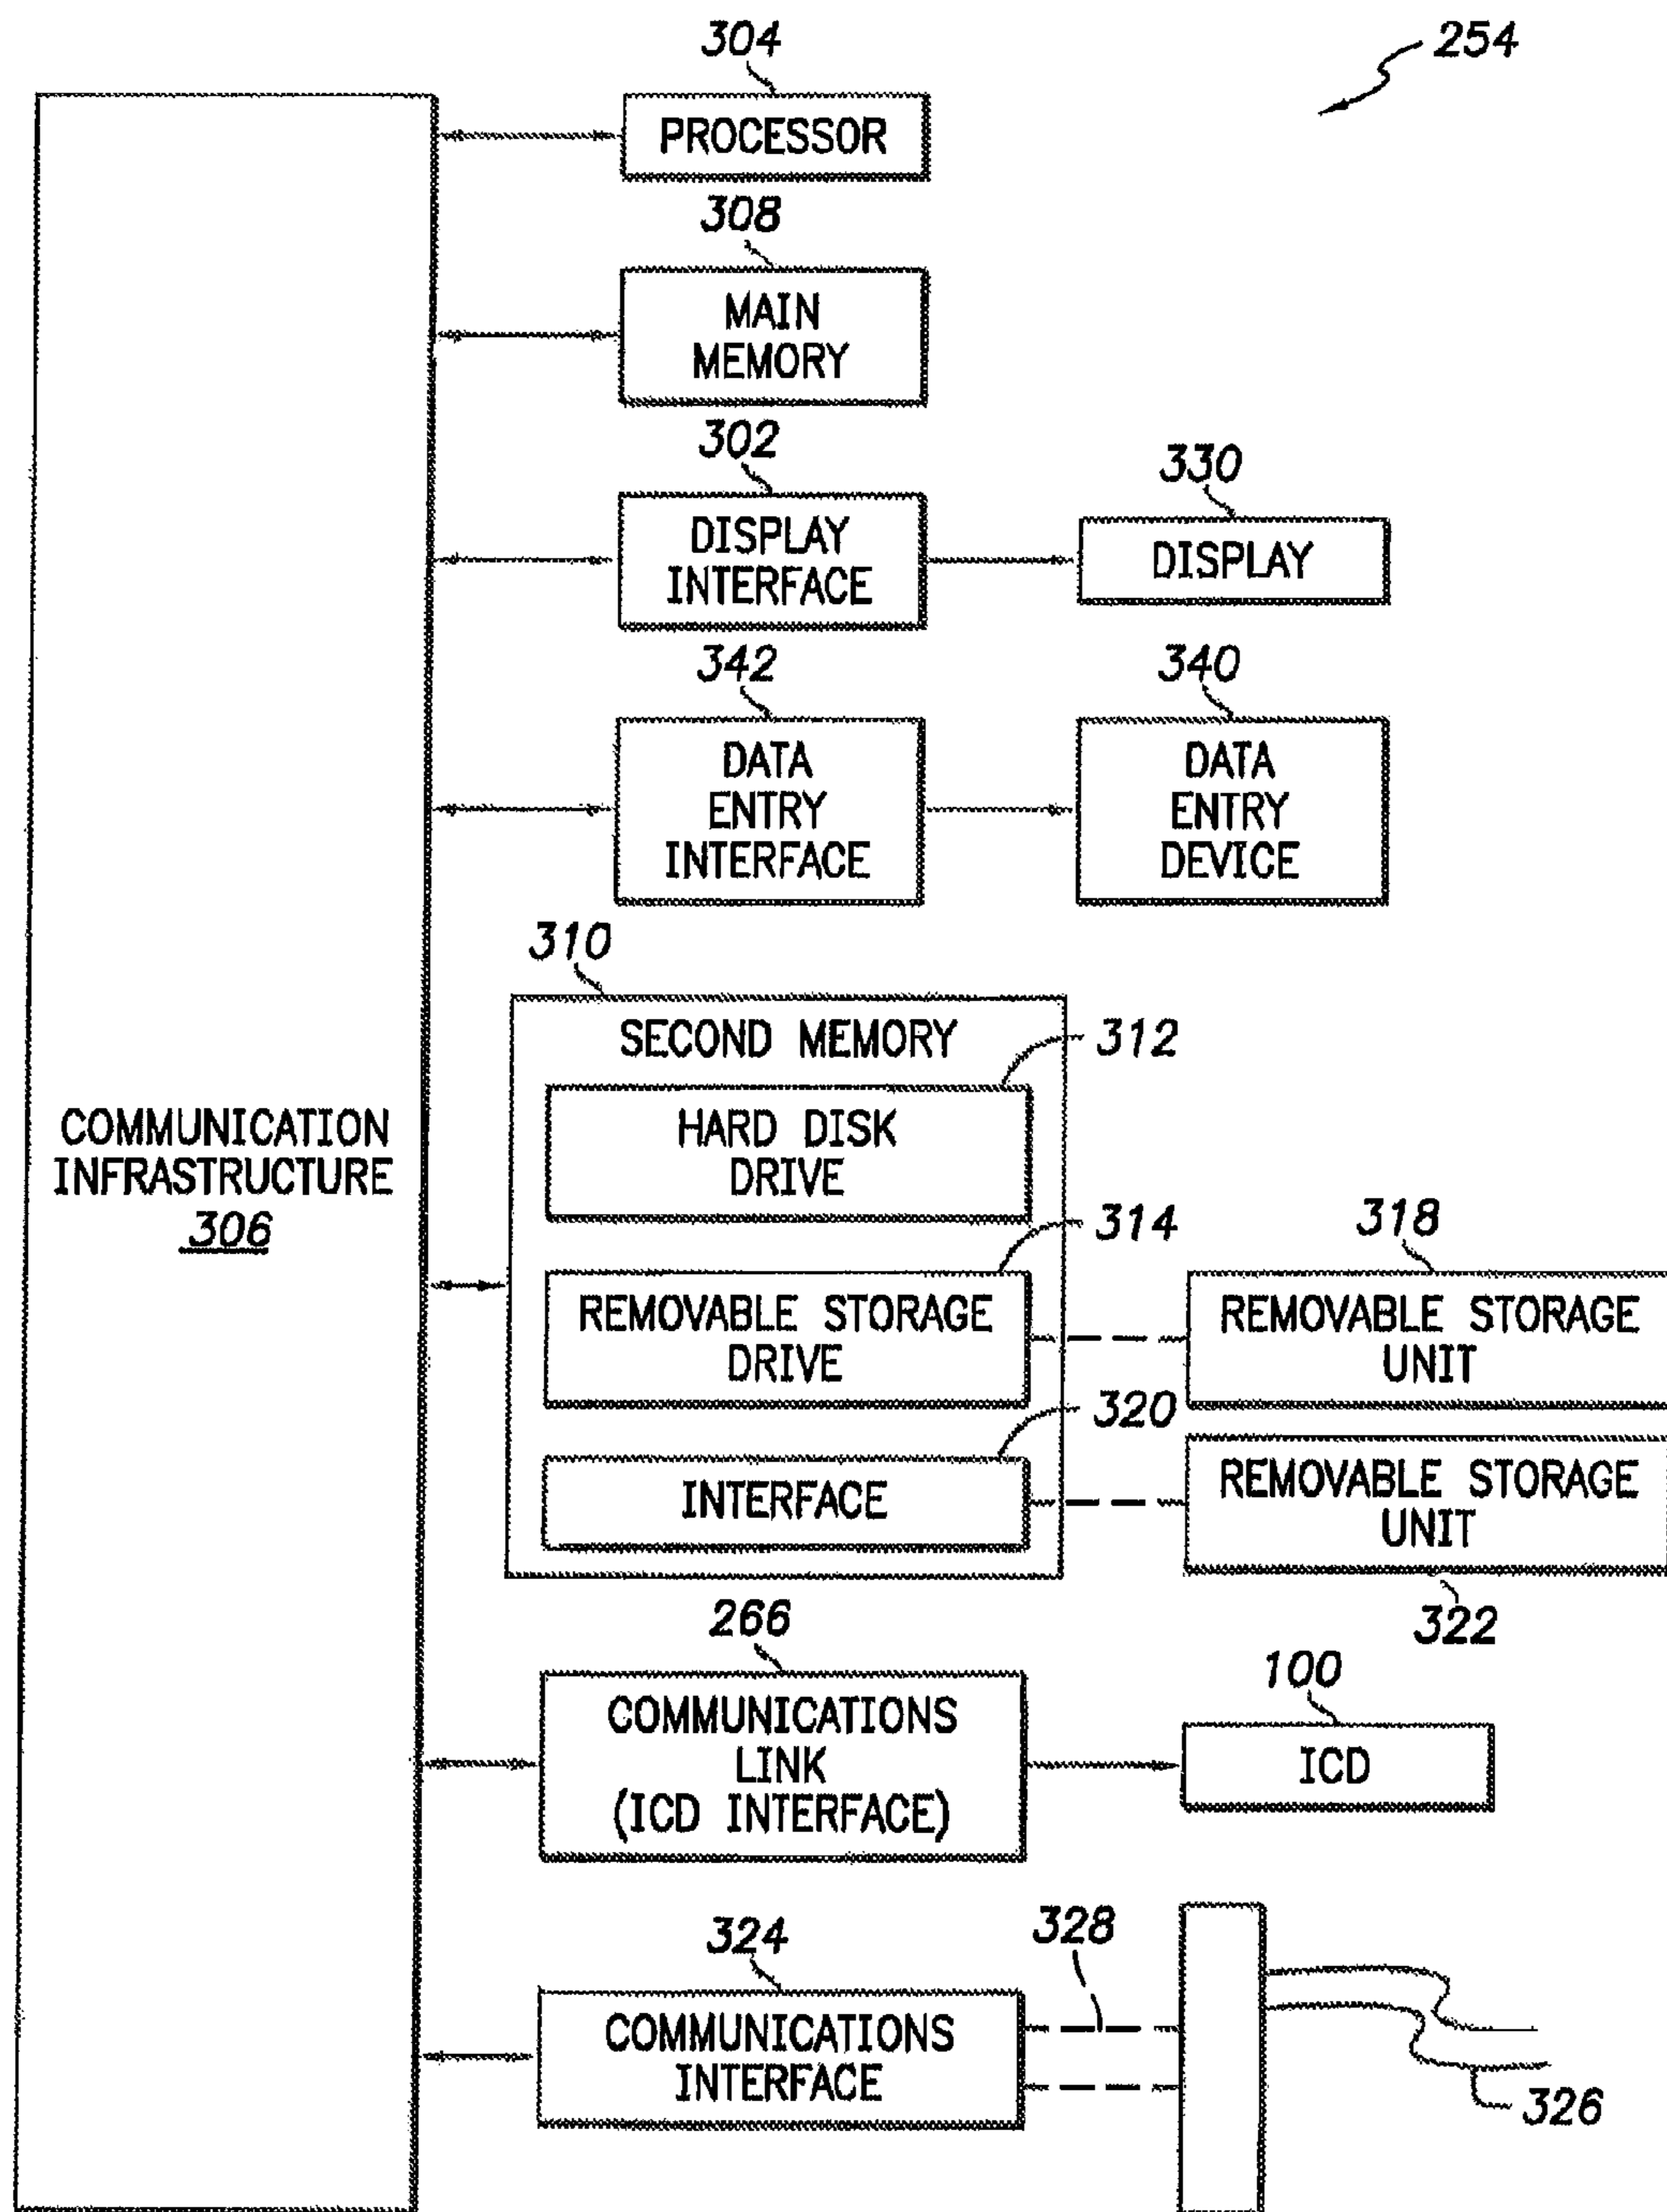 304
254
PROCESSOR
308
MAIN
MEMORY
302
DISPLAY
INTERFACE
330
DISPLAY
342
DATA
ENTRY
INTERFACE
340
DATA
ENTRY
DEVICE
COMMUNICATION
INFRASTRUCTURE
306
310
SECOND MEMORY
312
HARD DISK
DRIVE
314
REMOVABLE STORAGE
DRIVE
318
REMOVABLE STORAGE
UNIT
320
INTERFACE
REMOVABLE STORAGE
UNIT
322
266
COMMUNICATIONS
LINK
(ICD INTERFACE)
100
ICD
324
COMMUNICATIONS
INTERFACE
328
326